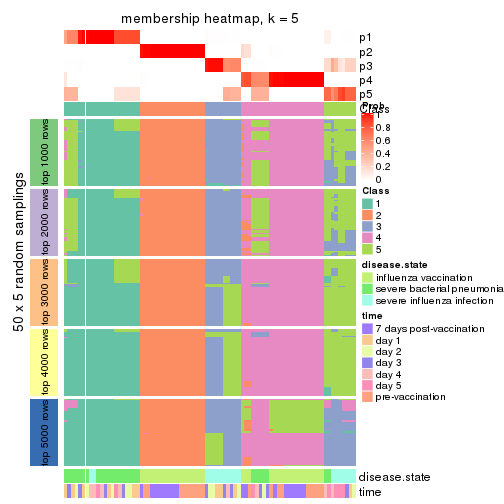 membership heatmap, k = 5
p1
p2
p3
p4
p5
Class
50 x 5 random samplings
top 1000 rows
top 2000 rows
top 3000 rows
top 4000 rows
top 5000 rows
Prob
1
0.8
0.6
0.4
0.2
0
Class
1
2
3
4
5
disease.state
influenza vaccination
severe bacterial pneumonia
severe influenza infection
time
7 days post-vaccination
day 1
day 2
day 3
day 4
day 5
pre-vaccination
disease.state
time